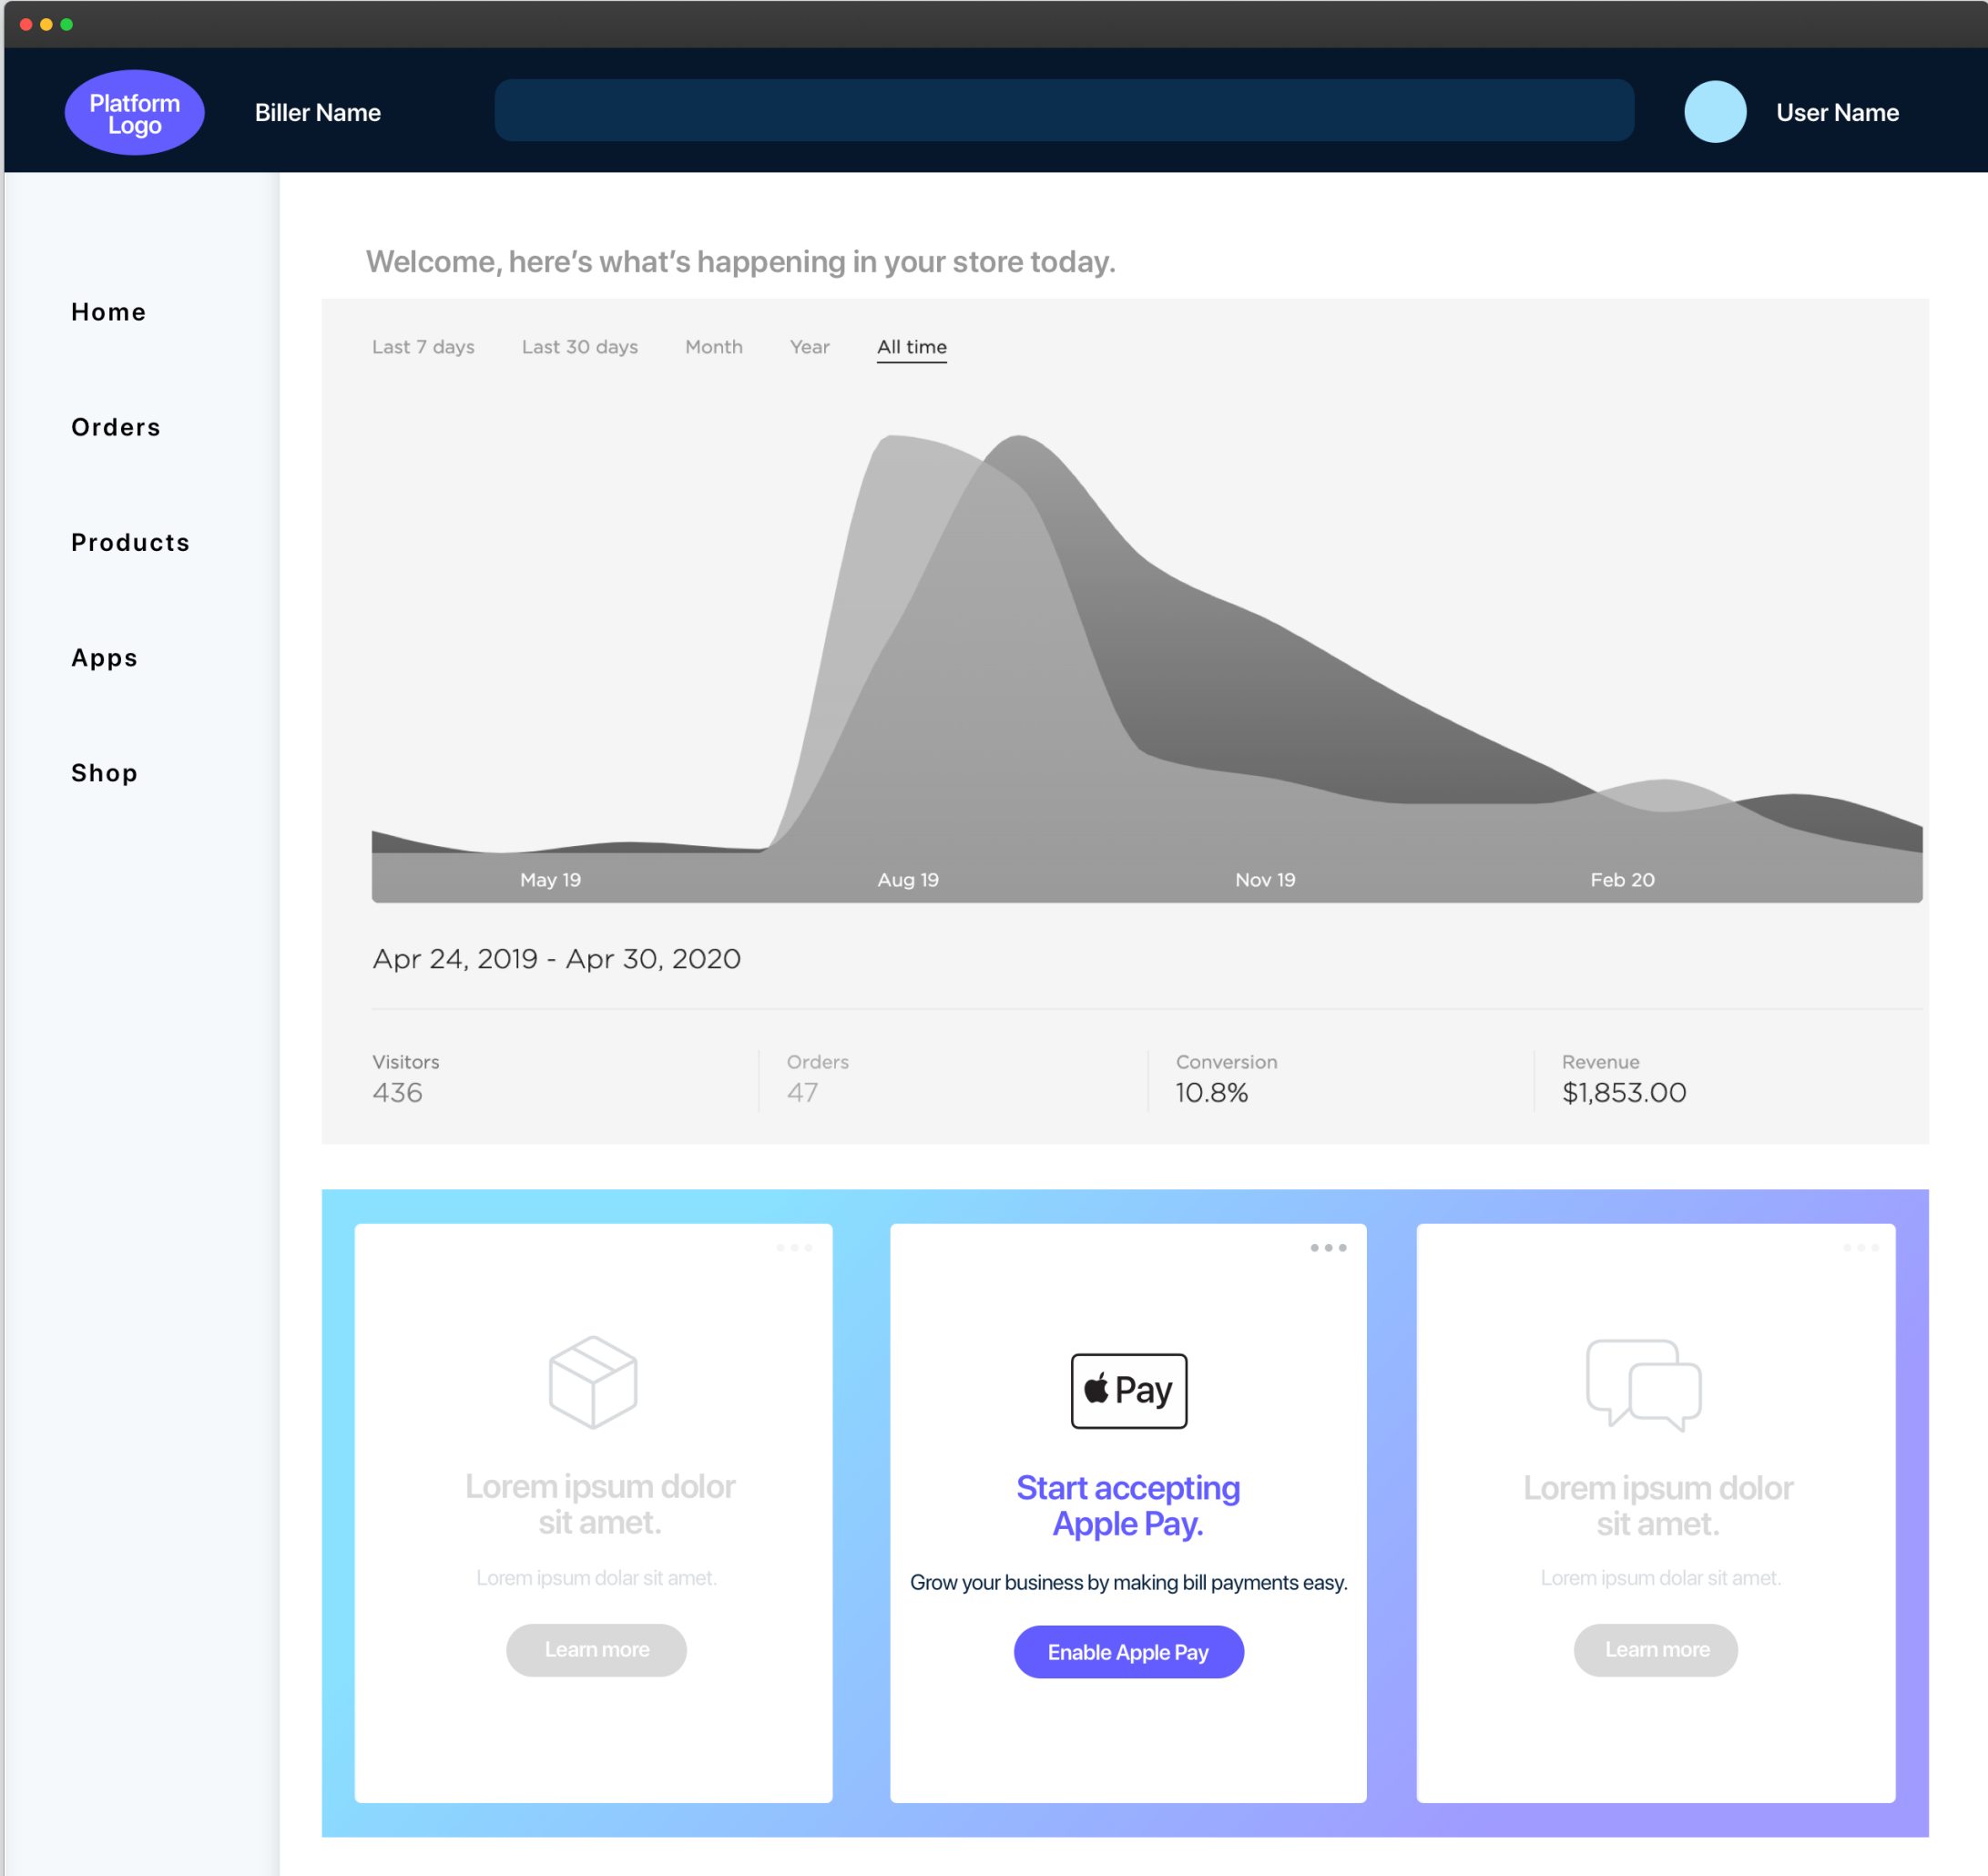 Platform
Logo
Biller Name
User Name
Home
Orders
Products
Apps
Shop
Welcome, here’s what’s happening in your store today.
Last 7 days Last 30 days Month Year All time
May 19 Aug 19 Nov 19 Feb 20
Apr 24, 2019 - Apr 30, 2020
Visitors Orders Conversion Revenue
436 47 10.8% $1,853.00
Lorem ipsum dolor
sit amet.
Lorem ipsum dolar sit amet.
Learn more
Pay
Start accepting
Apple Pay.
Grow your business by making bill payments easy.
Enable Apple Pay
Lorem ipsum dolor
sit amet.
Lorem ipsum dolar sit amet.
Learn more